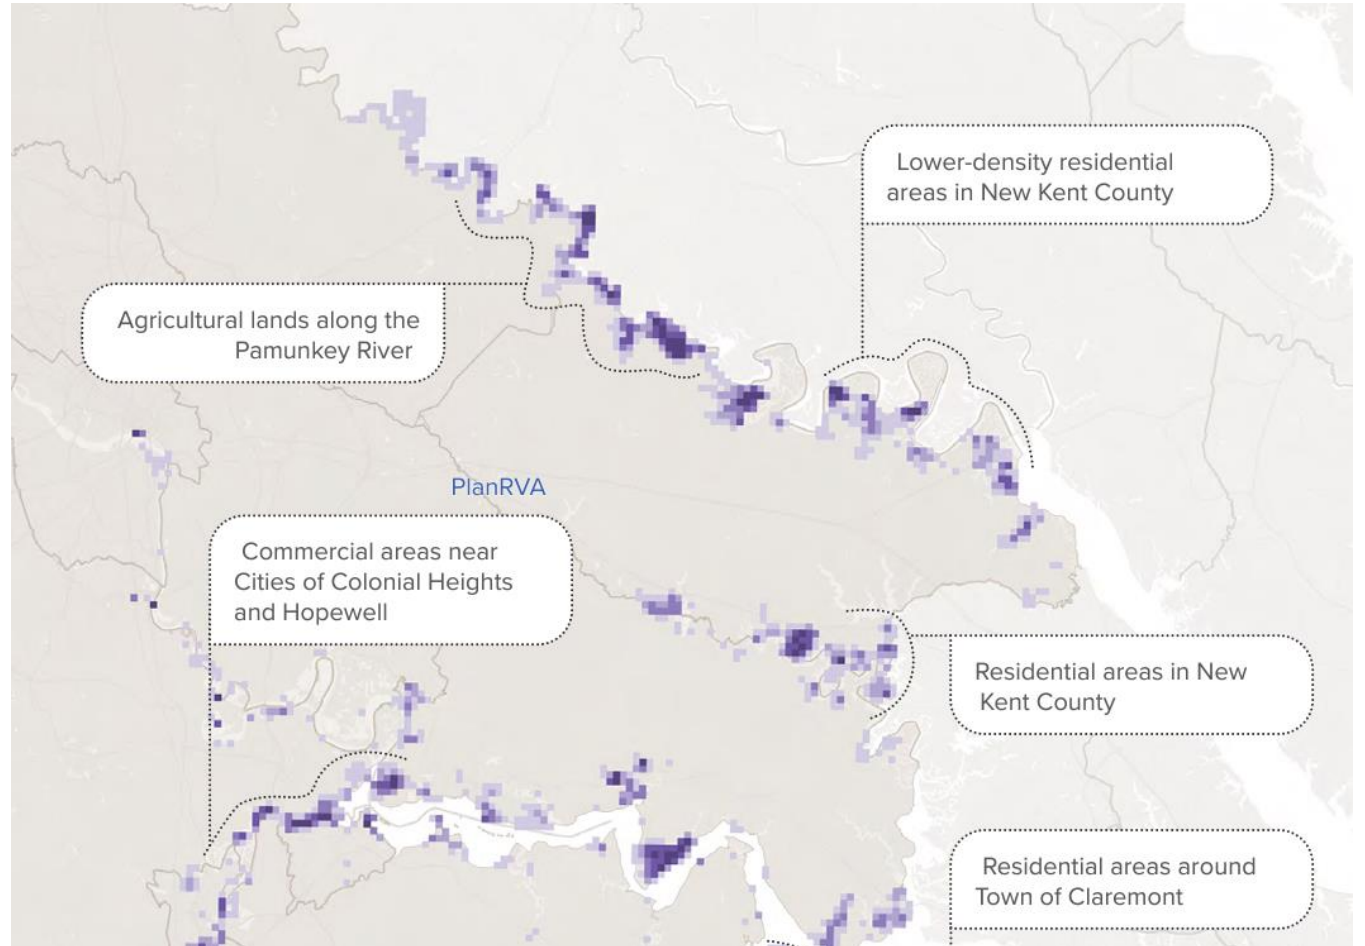 Lower-density residential
areas in New Kent County
Agricultural lands along the
Pamunkey River
PlanRVA
Commercial areas near
Cities of Colonial Heights
and Hopewell
Residential areas in New
Kent County
Residential areas around
Town of Claremont